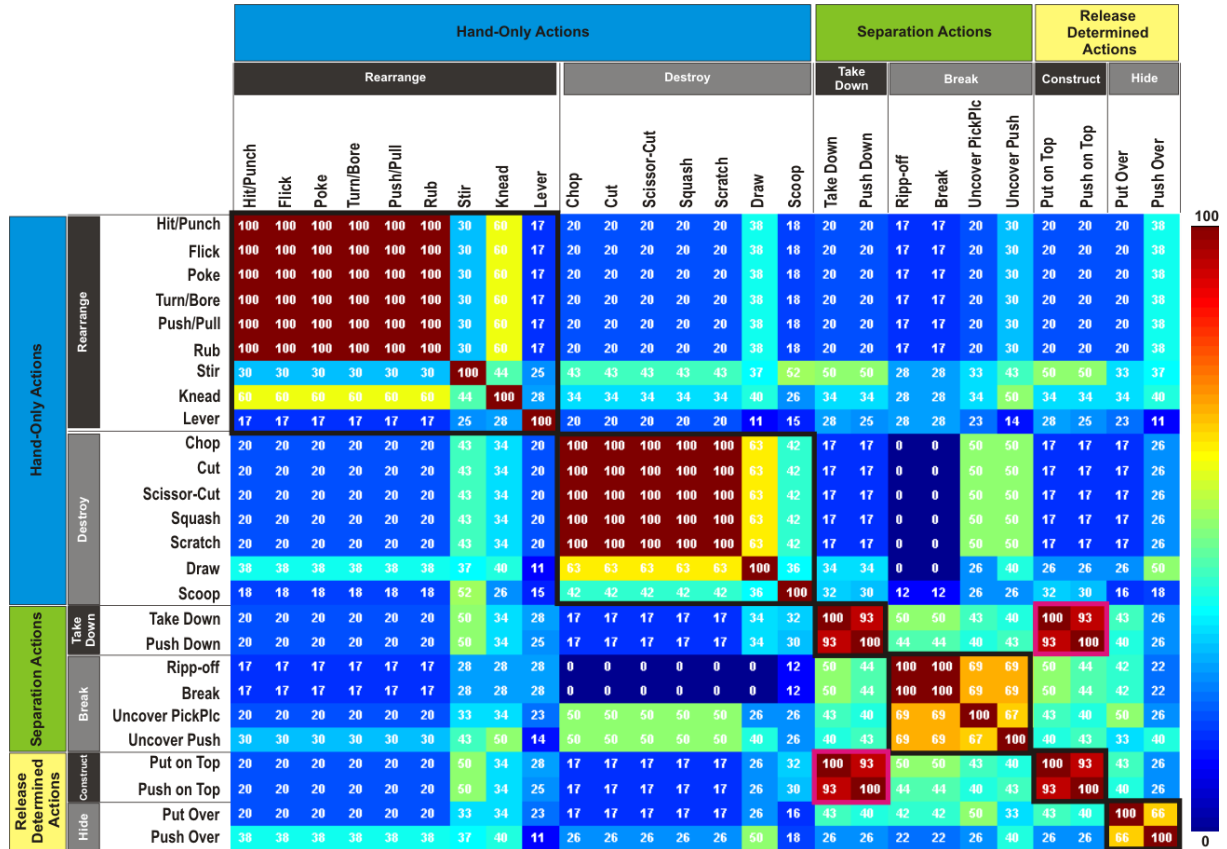 Hand-Only Actions
Separation Actions
Release
Determined
Actions
Rearrange
Destroy
Take
Down
Break
Construct
Hide
Hit/Punch
Flick
Poke
Turn/Bore
Push/Pull
Rub
Stir
Knead
Lever
Chop
Cut
Scissor-Cut
Squash
Scratch
Draw
Scoop
Take Down
Push Down
Ripp-off
Break
Uncover PickPlc
Uncover Push
Put on Top
Push on Top
Put Over
Push Over
Hand-Only Actions
Rearrange
Hit/Punch 100 100 100 100 100 100 30 60 17 20 20 20 20 20 38 18 20 20 17 17 20 30 20 20 20 38
Flick 100 100 100 100 100 100 30 60 17 20 20 20 20 20 38 18 20 20 17 17 20 30 20 20 20 38
Poke 100 100 100 100 100 100 30 60 17 20 20 20 20 20 38 18 20 20 17 17 20 30 20 20 20 38
Turn/Bore 100 100 100 100 100 100 30 60 17 20 20 20 20 20 38 18 20 20 17 17 20 30 20 20 20 38
Push/Pull 100 100 100 100 100 100 30 60 17 20 20 20 20 20 38 18 20 20 17 17 20 30 20 20 20 38
Rub 100 100 100 100 100 100 30 60 17 20 20 20 20 20 38 18 20 20 17 17 20 30 20 20 20 38
Stir 30 30 30 30 30 30 100 44 25 43 43 43 43 43 37 52 50 50 28 28 33 43 50 50 33 37
Knead 60 60 60 60 60 60 44 100 28 34 34 34 34 34 40 26 34 34 28 28 34 50 34 34 34 40
Lever 17 17 17 17 17 17 25 28 100 20 20 20 20 20 11 15 28 25 28 28 23 14 28 25 23 11
Destroy
Chop 20 20 20 20 20 20 43 34 20 100 100 100 100 100 63 42 17 17 0 0 50 50 17 17 17 26
Cut 20 20 20 20 20 20 43 34 20 100 100 100 100 100 63 42 17 17 0 0 50 50 17 17 17 26
Scissor-Cut 20 20 20 20 20 20 43 34 20 100 100 100 100 100 63 42 17 17 0 0 50 50 17 17 17 26
Squash 20 20 20 20 20 20 43 34 20 100 100 100 100 100 63 42 17 17 0 0 50 50 17 17 17 26
Scratch 20 20 20 20 20 20 43 34 20 100 100 100 100 100 63 42 17 17 0 0 50 50 17 17 17 26
Draw 38 38 38 38 38 38 37 40 11 63 63 63 63 63 100 36 34 34 0 0 26 40 26 26 26 50
Scoop 18 18 18 18 18 18 52 26 15 42 42 42 42 42 36 100 32 30 12 12 26 26 32 30 16 18
Separation Actions
Take
Down
Take Down 20 20 20 20 20 20 50 34 28 17 17 17 17 17 34 32 100 93 50 50 43 40 100 93 43 26
Push Down 20 20 20 20 20 20 50 34 25 17 17 17 17 17 34 30 93 100 44 44 40 43 93 100 40 26
Break
Ripp-off 17 17 17 17 17 17 28 28 28 0 0 0 0 0 0 12 50 44 100 100 69 69 50 44 42 22
Break 17 17 17 17 17 17 28 28 28 0 0 0 0 0 0 12 50 44 100 100 69 69 50 44 42 22
Uncover PickPlc 20 20 20 20 20 20 33 34 23 50 50 50 50 50 26 26 43 40 69 69 100 67 43 40 50 26
Uncover Push 30 30 30 30 30 30 43 50 14 50 50 50 50 50 40 26 40 43 69 69 67 100 40 43 33 40
Release
Determined
Actions
Construct
Put on Top 20 20 20 20 20 20 50 34 28 17 17 17 17 17 26 32 100 93 50 50 43 40 100 93 43 26
Push on Top 20 20 20 20 20 20 50 34 25 17 17 17 17 17 26 30 93 100 44 44 40 43 93 100 40 26
Hide
Put Over 20 20 20 20 20 20 33 34 23 17 17 17 17 17 26 16 43 40 42 42 50 33 43 40 100 66
Push Over 38 38 38 38 38 38 37 40 11 26 26 26 26 26 50 18 26 26 22 22 26 40 26 26 66 100
100
0